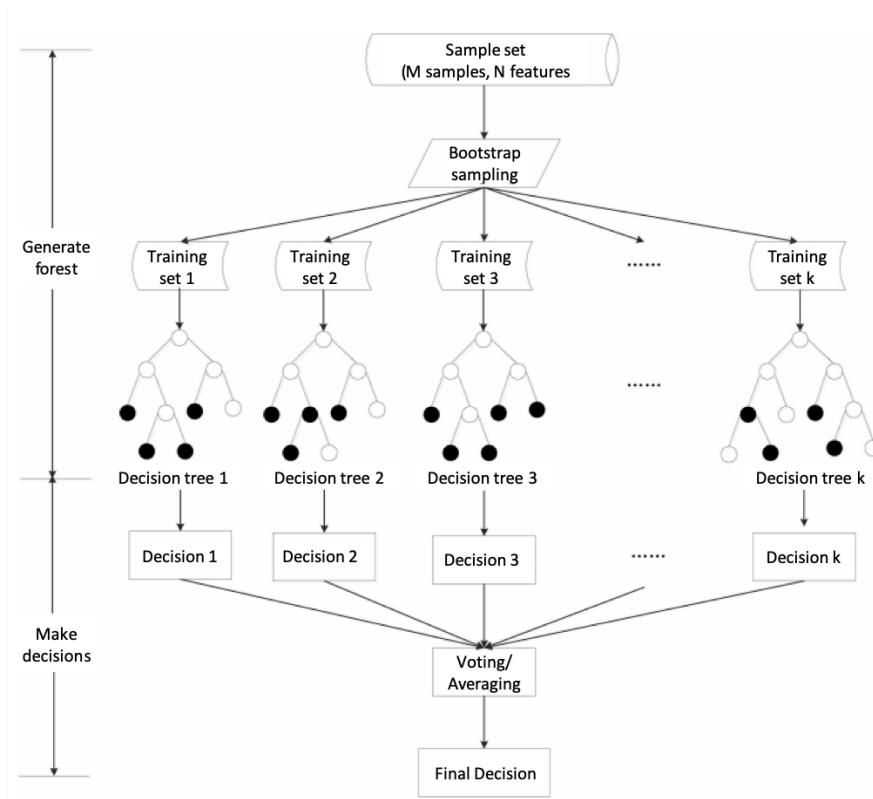 Sample set
(M samples, N features
Bootstrap
sampling
Generate
forest
Training
set 1
Training
set 2
Training
set 3
......
Training
set k
......
Decision tree 1
Decision tree 2
Decision tree 3
Decision tree k
Decision 1
Decision 2
Decision 3
......
Decision k
Make
decisions
Voting/
Averaging
Final Decision